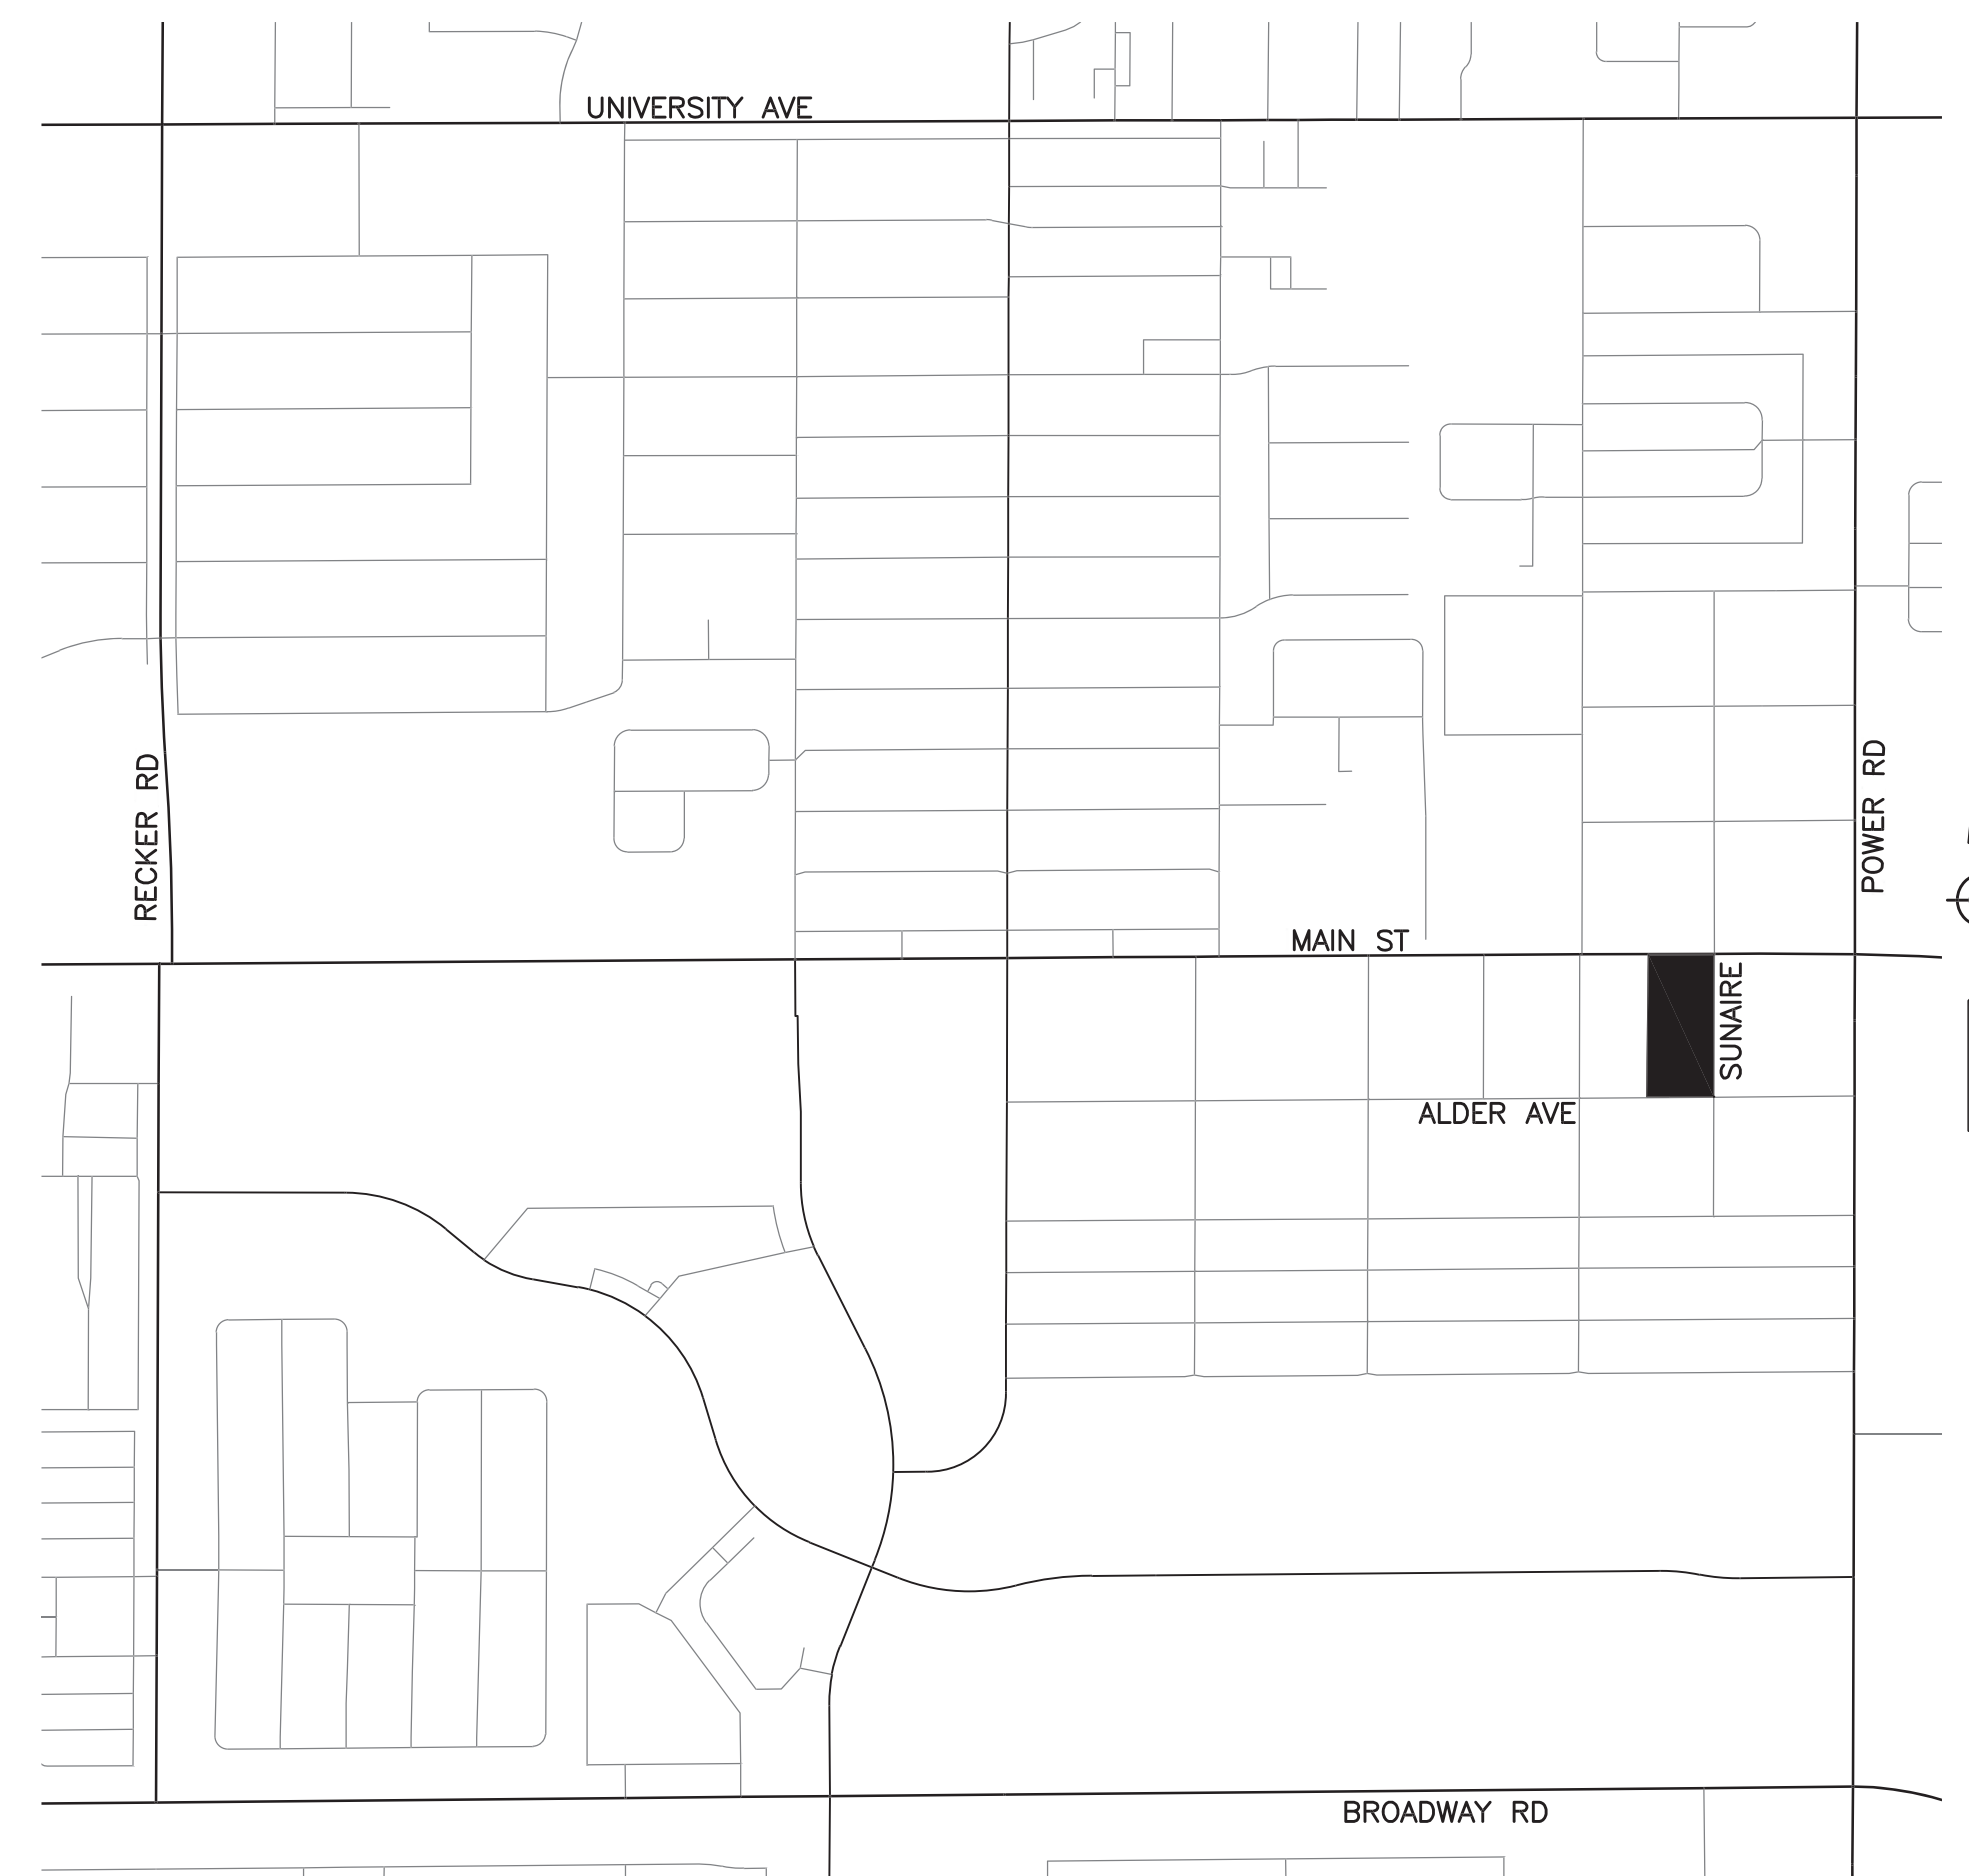 UNIVERSITY AVE
RECKER RD
POWER RD
MAIN ST
SUNAIRE
ALDER AVE
BROADWAY RD